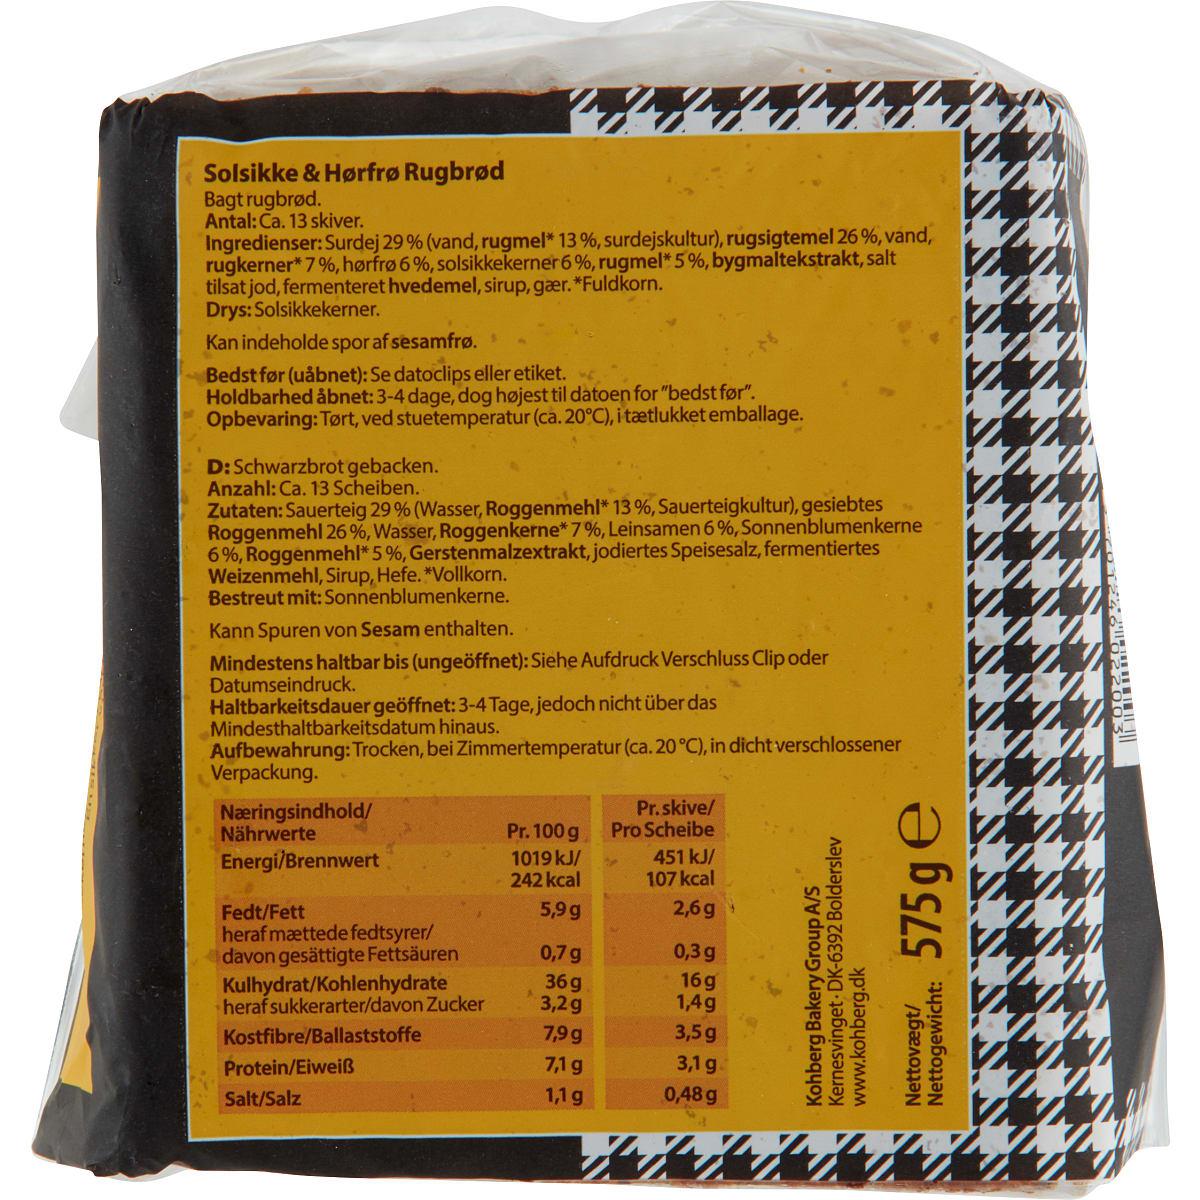 Solsikke & Hørfrø Rugbrød
Bagt rugbrød.
Antal: Ca. 13 skiver.
Ingredienser: Surdej 29 % (vand, rugmel* 13 %, surdejskultur), rugsigtemel 26 %, vand,
rugkerner* 7 %, hørfrø 6 %, solsikkekerner 6 %, rugmel* 5 %, bygmaltekstrakt, salt
tilsat jod, fermenteret hvedemel, sirup, gær. *Fuldkorn.
Drys: Solsikkekerner.
Kan indeholde spor af sesamfrø.
Bedst før (uåbnet): Se datoclips eller etiket.
Holdbarhed åbnet: 3-4 dage, dog højest til datoen for "bedst før".
Opbevaring: Tørt, ved stuetemperatur (ca. 20°C), i tætlukket emballage.
D: Schwarzbrot gebacken.
Anzahl: Ca. 13 Scheiben.
Zutaten: Sauerteig 29 % (Wasser, Roggenmehl* 13 %, Sauerteigkultur), gesiebtes
Roggenmehl 26 %, Wasser, Roggenkerne* 7 %, Leinsamen 6 %, Sonnenblumenkerne
6 %, Roggenmehl* 5 %, Gerstenmalzextrakt, jodiertes Speisesalz, fermentiertes
Weizenmehl, Sirup, Hefe. *Vollkorn.
Bestreut mit: Sonnenblumenkerne.
Kann Spuren von Sesam enthalten.
Mindestens haltbar bis (ungeöffnet): Siehe Aufdruck Verschluss Clip oder
Datumseindruck.
Haltbarkeitsdauer geöffnet: 3-4 Tage, jedoch nicht über das
Mindesthaltbarkeitsdatum hinaus.
Aufbewahrung: Trocken, bei Zimmertemperatur (ca. 20 °C), in dicht verschlossener
Verpackung.
Næringsindhold/ Pr. skive/
Nährwerte Pr. 100 g Pro Scheibe
Energi/Brennwert 1019 kJ/ 451 kJ/
242 kcal 107 kcal
Fedt/Fett 5,9 g 2,6 g
heraf mættede fedtsyrer/
davon gesättigte Fettsäuren 0,7 g 0,3 g
Kulhydrat/Kohlenhydrate 36 g 16 g
heraf sukkerarter/davon Zucker 3,2 g 1,4 g
Kostfibre/Ballaststoffe 7,9 g 3,5 g
Protein/Eiweiß 7,1 g 3,1 g
Salt/Salz 1,1 g 0,48 g
Kohberg Bakery Group A/S
Kernesvinget · DK-6392 Bolderslev
www.kohberg.dk
Nettovægt/
Nettogewicht: 575 g e